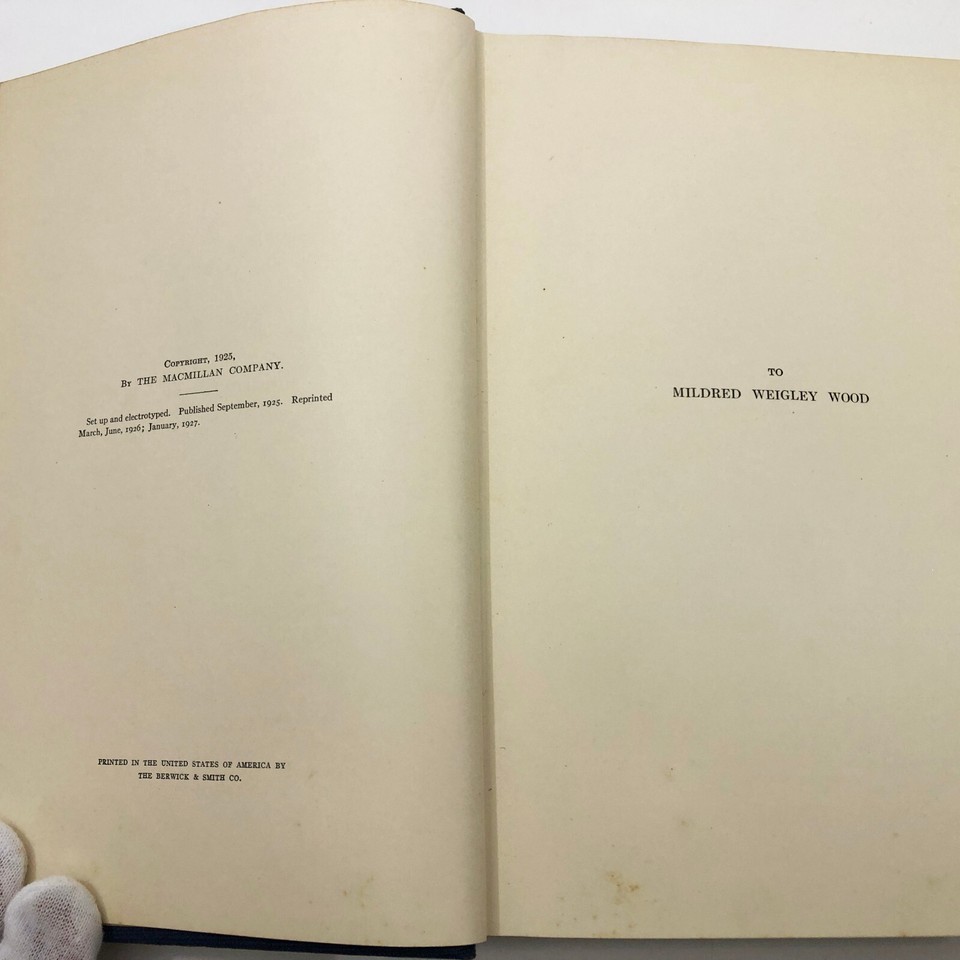 COPYRIGHT, 1925,
BY THE MACMILLAN COMPANY.
Set up and electrotyped. Published September, 1925. Reprinted
March, June, 1926; January, 1927.
PRINTED IN THE UNITED STATES OF AMERICA BY
THE BERWICK & SMITH CO.
TO
MILDRED WEIGLEY WOOD